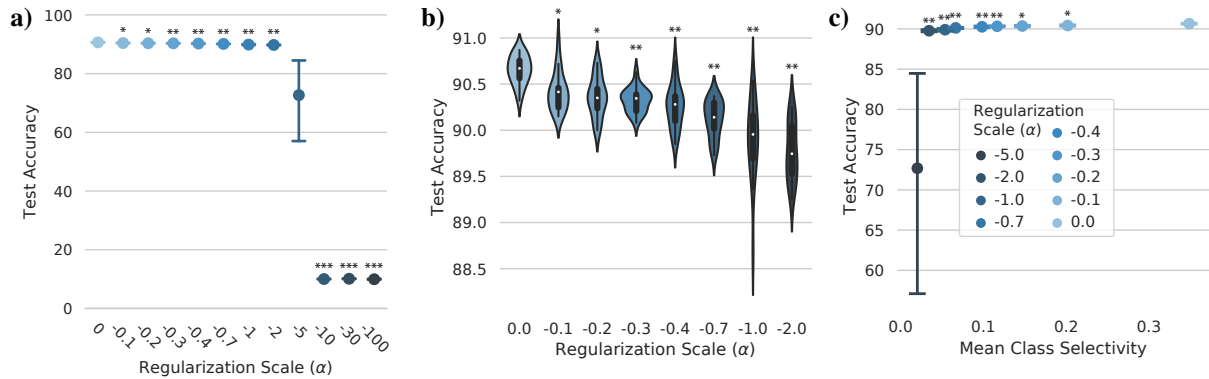 a)
* * ** ** ** ** **
*** *** ***
100
80
60
40
20
0
Test Accuracy
0 -0.1 -0.2 -0.3 -0.4 -0.7 -1 -2 -5 -10 -30 -100
Regularization Scale (α)
b)
* * ** ** ** ** **
91.0
90.5
90.0
89.5
89.0
88.5
Test Accuracy
0.0 -0.1 -0.2 -0.3 -0.4 -0.7 -1.0 -2.0
Regularization Scale (α)
c)
** ** ** ** ** * *
90
85
80
75
70
65
60
Test Accuracy
Regularization
Scale (α)
-5.0
-2.0
-1.0
-0.7
-0.4
-0.3
-0.2
-0.1
0.0
0.0 0.1 0.2 0.3
Mean Class Selectivity